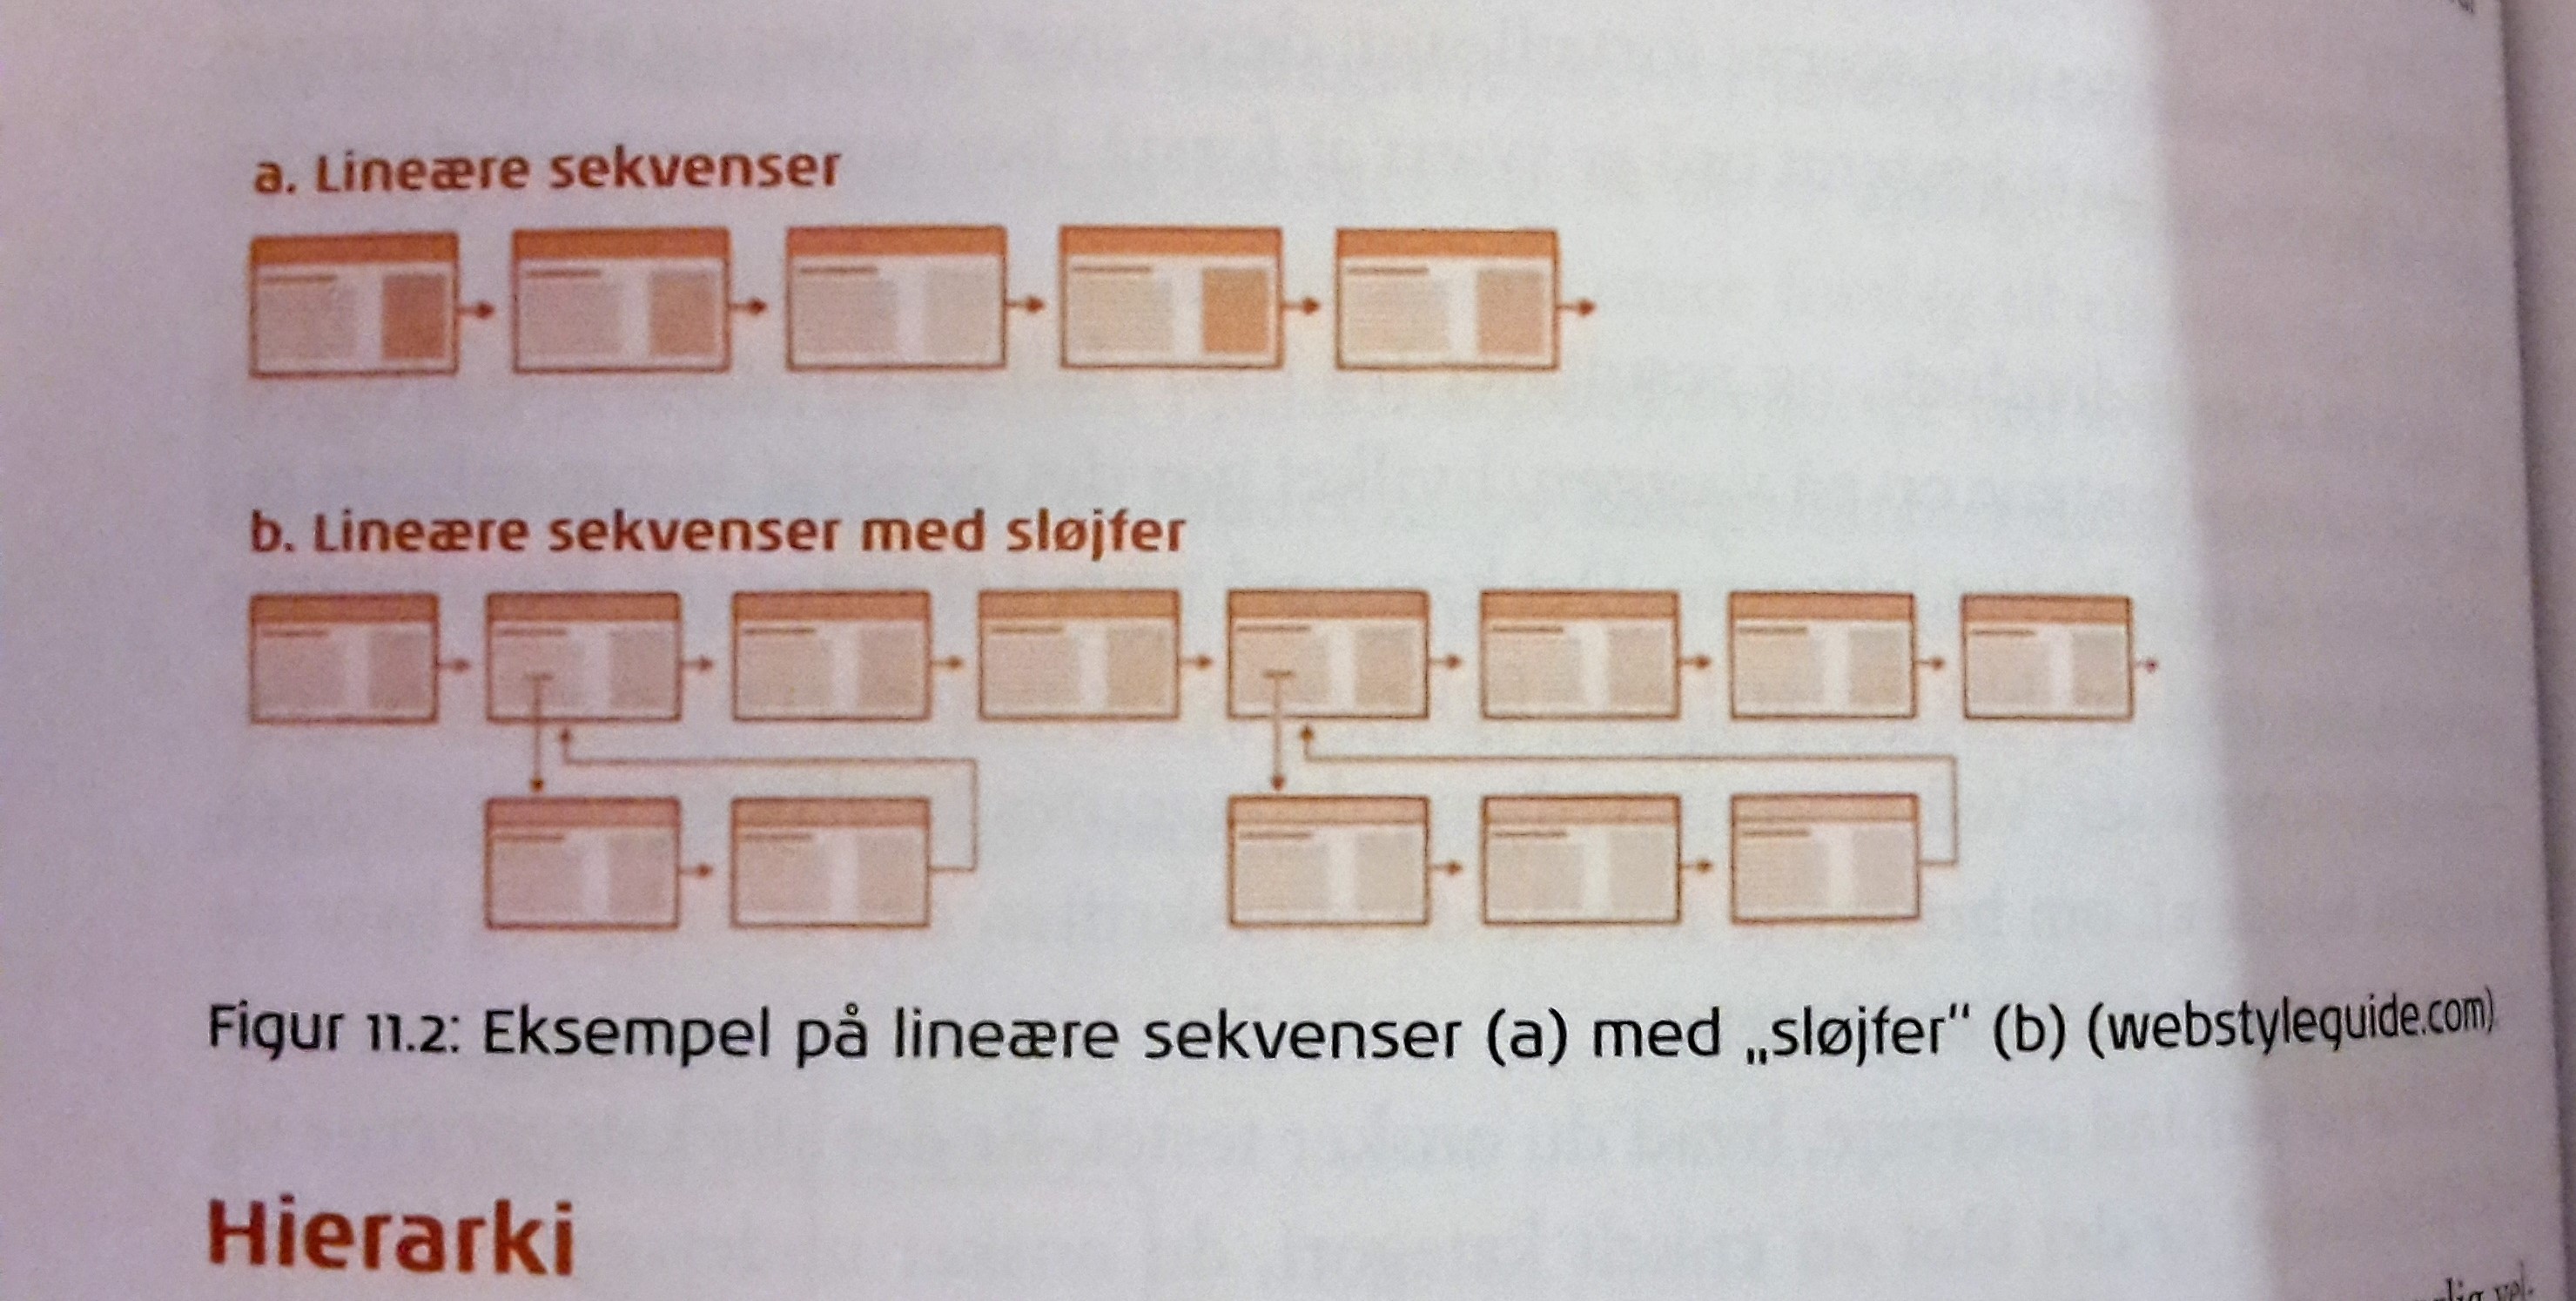 a. Lineære sekvenser
b. Lineære sekvenser med sløjfer
Figur 11.2: Eksempel på lineære sekvenser (a) med „sløjfer“ (b) (webstyleguide.com)
Hierarki